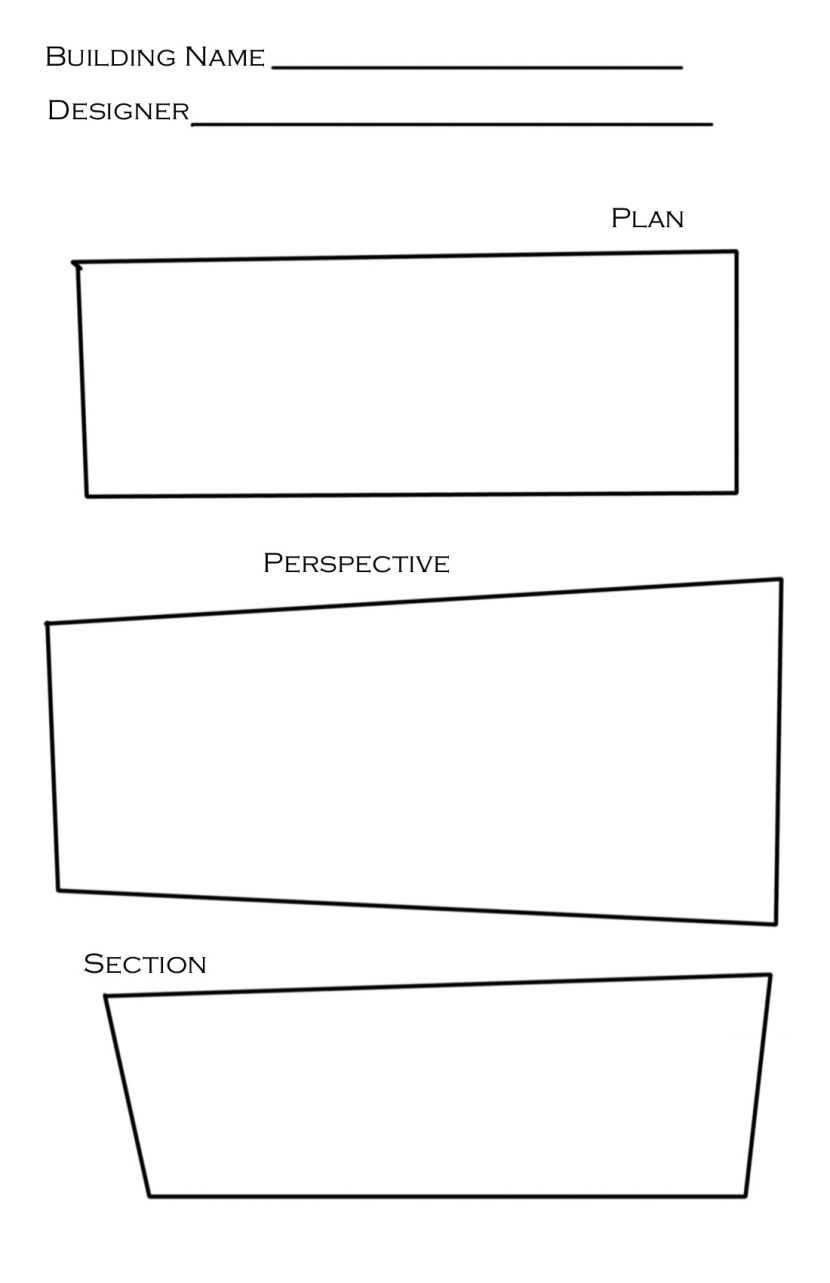 Building Name
Designer
Plan
Perspective
Section